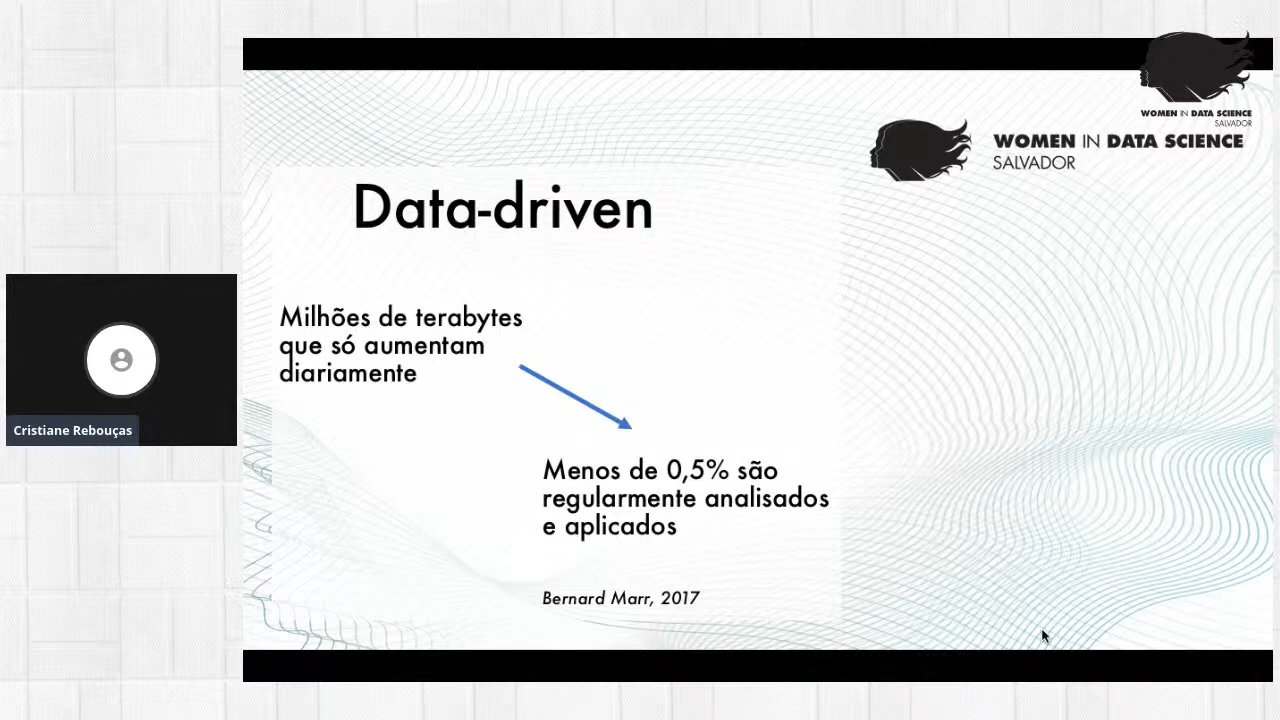 WOMEN IN DATA SCIENCE
SALVADOR
WOMEN IN DATA SCIENCE
SALVADOR
Data-driven
Milhões de terabytes
que só aumentam
diariamente
Cristiane Rebouças
Menos de 0,5% são
regularmente analisados
e aplicados
Bernard Marr, 2017